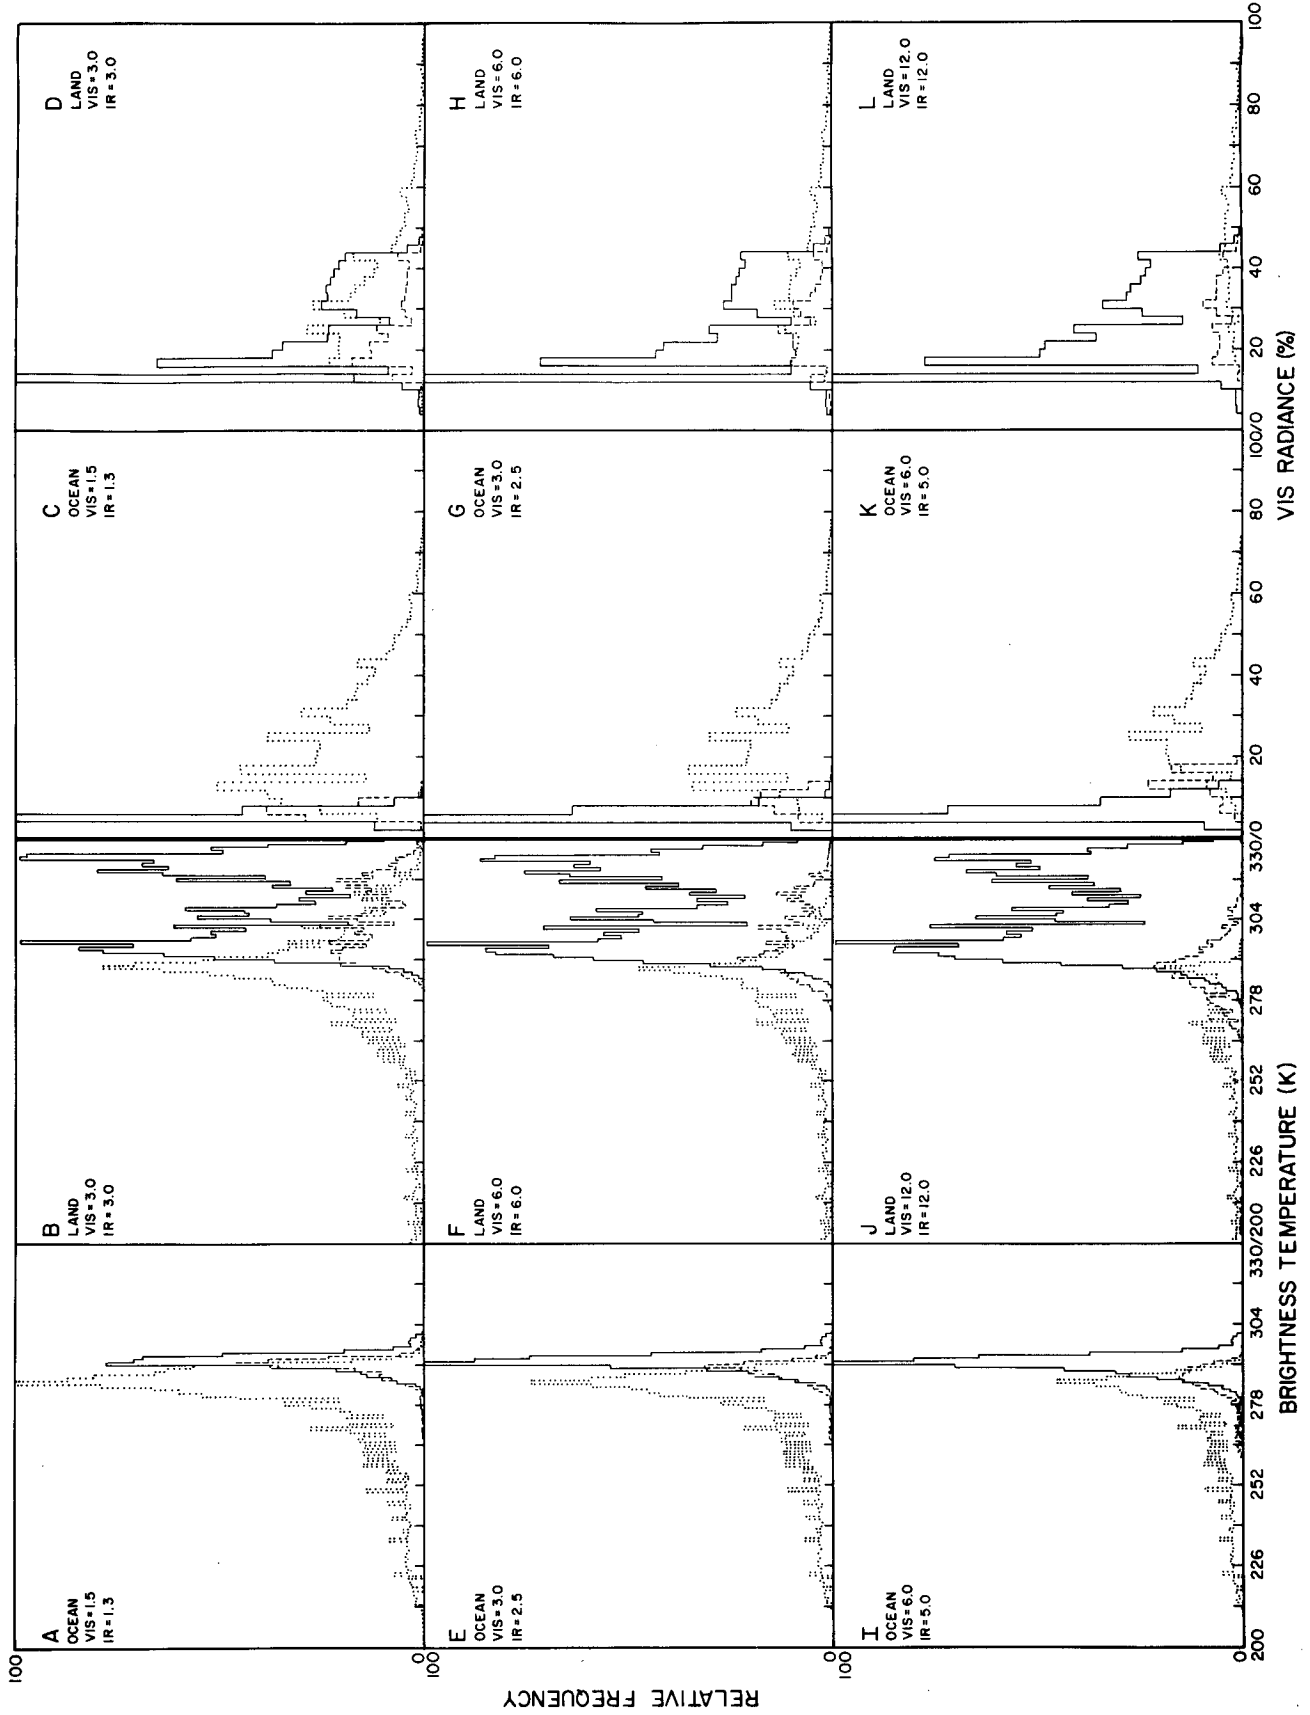 RELATIVE FREQUENCY
100
A
OCEAN
VIS=1.5
IR=1.3
B
LAND
VIS=3.0
IR=3.0
C
OCEAN
VIS=1.5
IR=1.3
D
LAND
VIS=3.0
IR=3.0
100
0
E
OCEAN
VIS=3.0
IR=2.5
F
LAND
VIS=6.0
IR=6.0
G
OCEAN
VIS=3.0
IR=2.5
H
LAND
VIS=6.0
IR=6.0
100
0
I
OCEAN
VIS=6.0
IR=5.0
J
LAND
VIS=12.0
IR=12.0
K
OCEAN
VIS=6.0
IR=5.0
L
LAND
VIS=12.0
IR=12.0
0
200 226 252 278 304 330/200 226 252 278 304 330/0 20 40 60 80 100/0 20 40 60 80 100
BRIGHTNESS TEMPERATURE (K)
VIS RADIANCE (%)